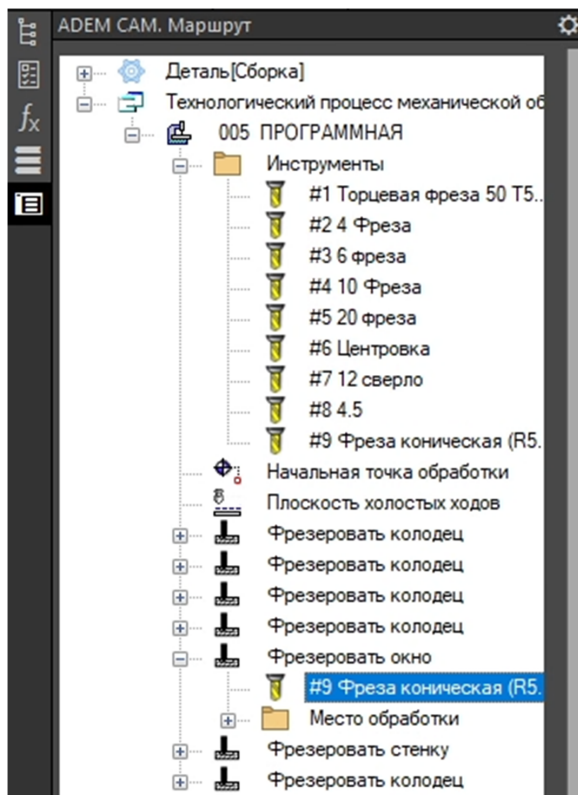 ADEM CAM. Маршрут
Деталь[Сборка]
Технологический процесс механической об
005 ПРОГРАММНАЯ
Инструменты
#1 Торцевая фреза 50 T5...
#2 4 Фреза
#3 6 фреза
#4 10 Фреза
#5 20 фреза
#6 Центровка
#7 12 сверло
#8 4.5
#9 Фреза коническая (R5.
Начальная точка обработки
Плоскость холостых ходов
Фрезеровать колодец
Фрезеровать колодец
Фрезеровать колодец
Фрезеровать колодец
Фрезеровать окно
#9 Фреза коническая (R5.
Место обработки
Фрезеровать стенку
Фрезеровать колодец